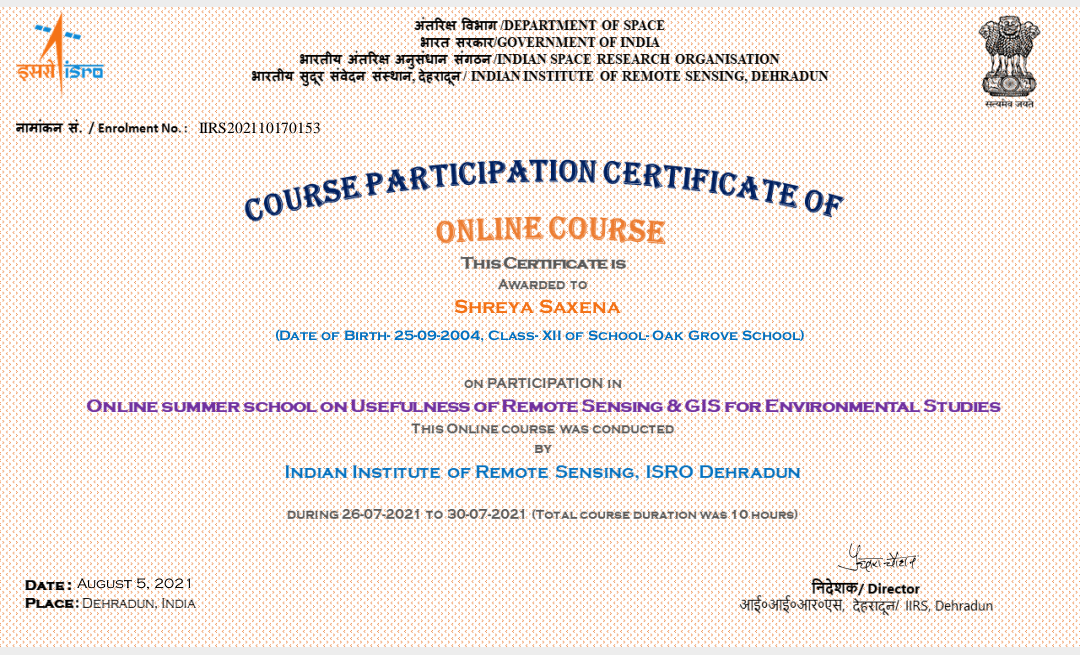 इसरो isro
अंतरिक्ष विभाग /DEPARTMENT OF SPACE
भारत सरकार/GOVERNMENT OF INDIA
भारतीय अंतरिक्ष अनुसंधान संगठन /INDIAN SPACE RESEARCH ORGANISATION
भारतीय सुदूर संवेदन संस्थान, देहरादून / INDIAN INSTITUTE OF REMOTE SENSING, DEHRADUN
सत्यमेव जयते
नामांकन सं. / Enrolment No. : IIRS202110170153
COURSE PARTICIPATION CERTIFICATE OF
ONLINE COURSE
THIS CERTIFICATE IS
AWARDED TO
SHREYA SAXENA
(DATE OF BIRTH- 25-09-2004, CLASS- XII OF SCHOOL- OAK GROVE SCHOOL)
ON PARTICIPATION IN
ONLINE SUMMER SCHOOL ON USEFULNESS OF REMOTE SENSING & GIS FOR ENVIRONMENTAL STUDIES
THIS ONLINE COURSE WAS CONDUCTED
BY
INDIAN INSTITUTE OF REMOTE SENSING, ISRO DEHRADUN
DURING 26-07-2021 TO 30-07-2021 (TOTAL COURSE DURATION WAS 10 HOURS)
DATE : AUGUST 5, 2021
PLACE: DEHRADUN, INDIA
निदेशक/ Director
आई०आई०आर०एस, देहरादून/ IIRS, Dehradun